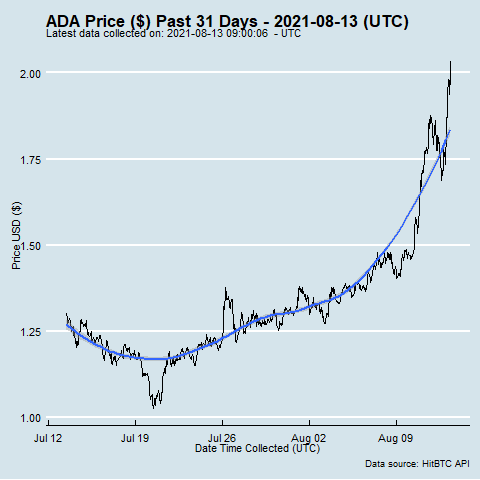 ADA Price ($) Past 31 Days - 2021-08-13 (UTC)
Latest data collected on: 2021-08-13 09:00:06 - UTC
2.00
1.75
1.50
1.25
1.00
Price USD ($)
Jul 12 Jul 19 Jul 26 Aug 02 Aug 09
Date Time Collected (UTC)
Data source: HitBTC API